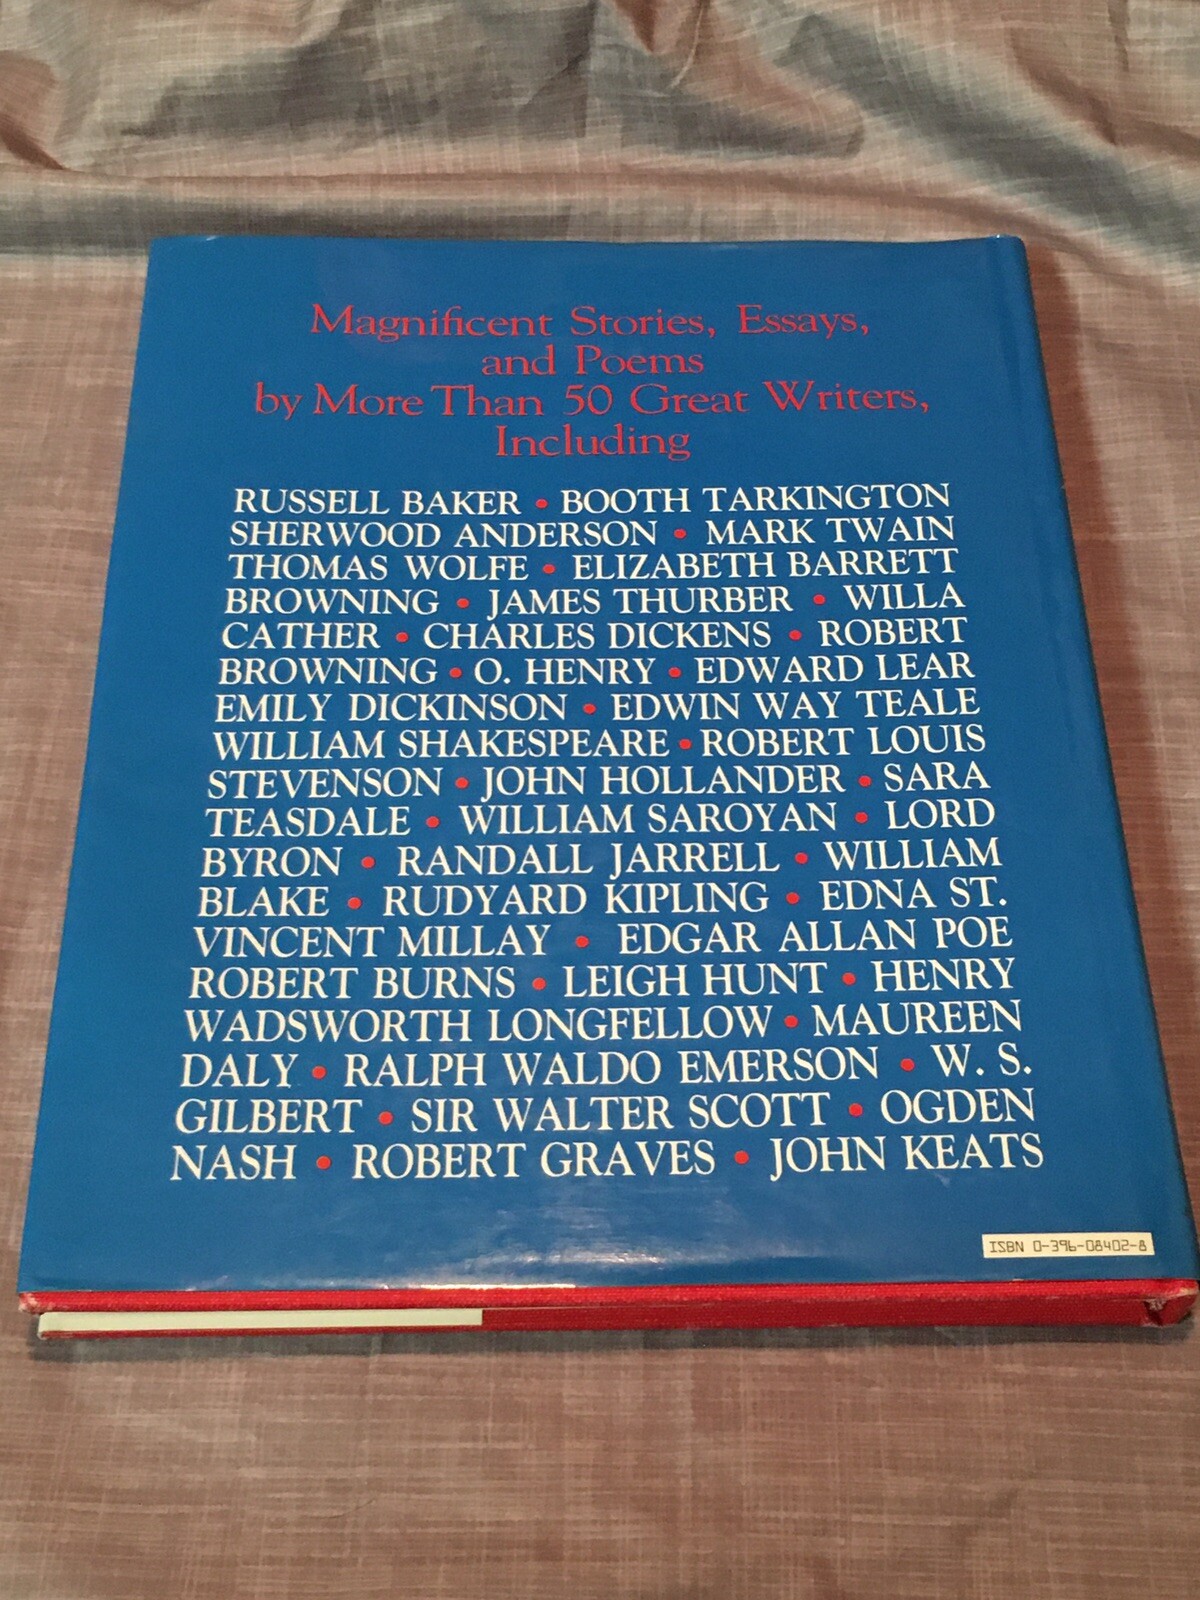 Magnificent Stories, Essays,
and Poems
by More Than 50 Great Writers,
Including
RUSSELL BAKER • BOOTH TARKINGTON
SHERWOOD ANDERSON • MARK TWAIN
THOMAS WOLFE • ELIZABETH BARRETT
BROWNING • JAMES THURBER • WILLA
CATHER • CHARLES DICKENS • ROBERT
BROWNING • O. HENRY • EDWARD LEAR
EMILY DICKINSON • EDWIN WAY TEALE
WILLIAM SHAKESPEARE • ROBERT LOUIS
STEVENSON • JOHN HOLLANDER • SARA
TEASDALE • WILLIAM SAROYAN • LORD
BYRON • RANDALL JARRELL • WILLIAM
BLAKE • RUDYARD KIPLING • EDNA ST.
VINCENT MILLAY • EDGAR ALLAN POE
ROBERT BURNS • LEIGH HUNT • HENRY
WADSWORTH LONGFELLOW • MAUREEN
DALY • RALPH WALDO EMERSON • W. S.
GILBERT • SIR WALTER SCOTT • OGDEN
NASH • ROBERT GRAVES • JOHN KEATS
ISBN 0-396-08402-8